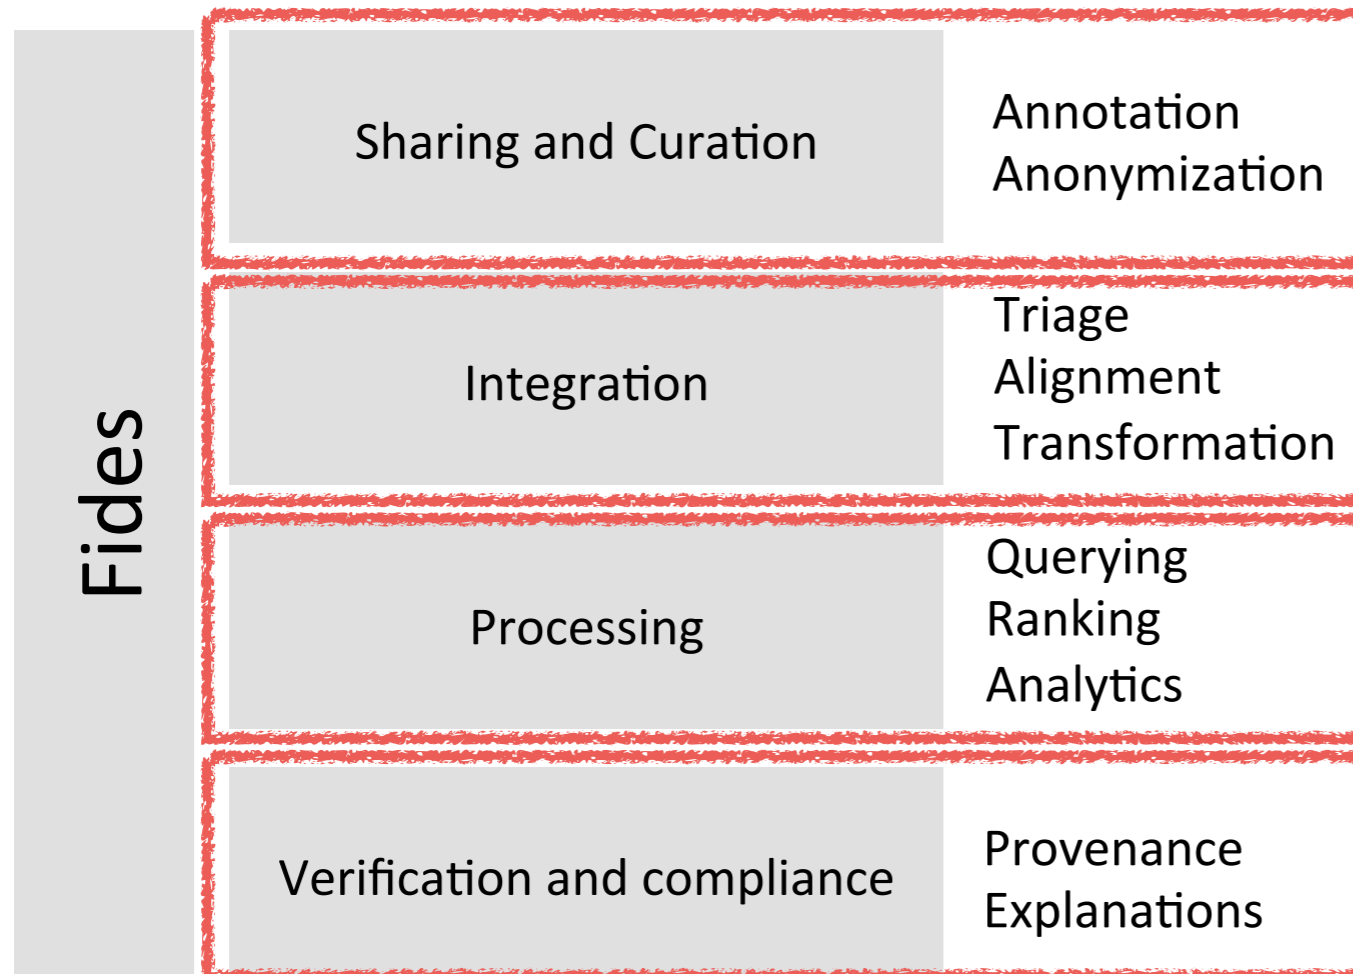 Fides
Sharing and Curation
Annotation
Anonymization
Integration
Triage
Alignment
Transformation
Processing
Querying
Ranking
Analytics
Verification and compliance
Provenance
Explanations